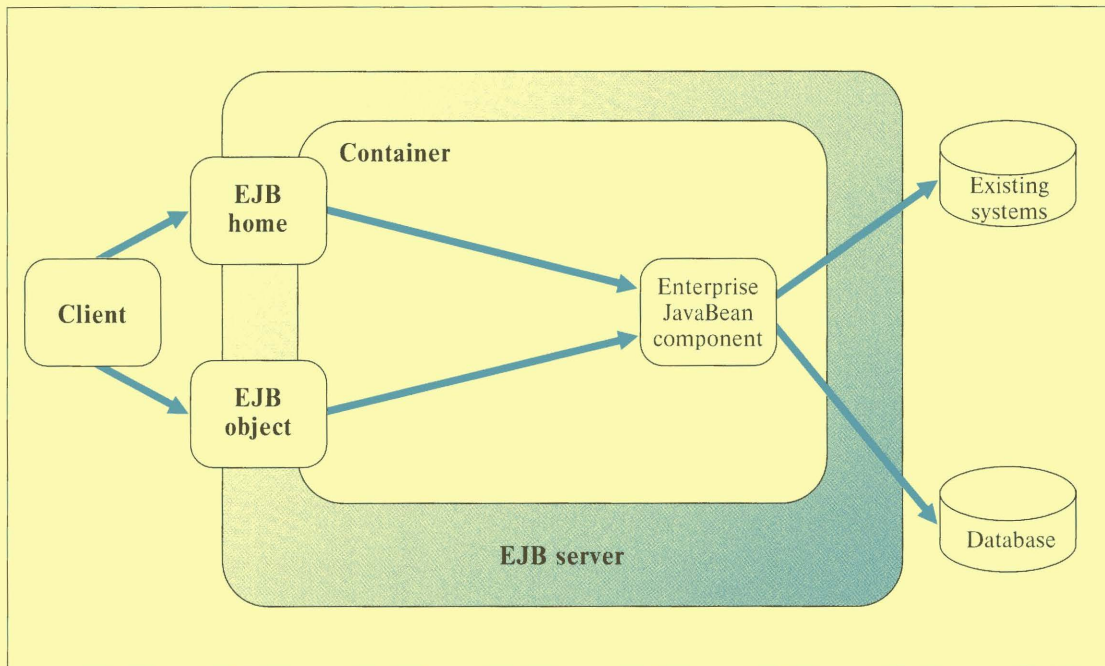 Container
EJB
home
Client
EJB
object
Enterprise
JavaBean
component
Existing
systems
Database
EJB server